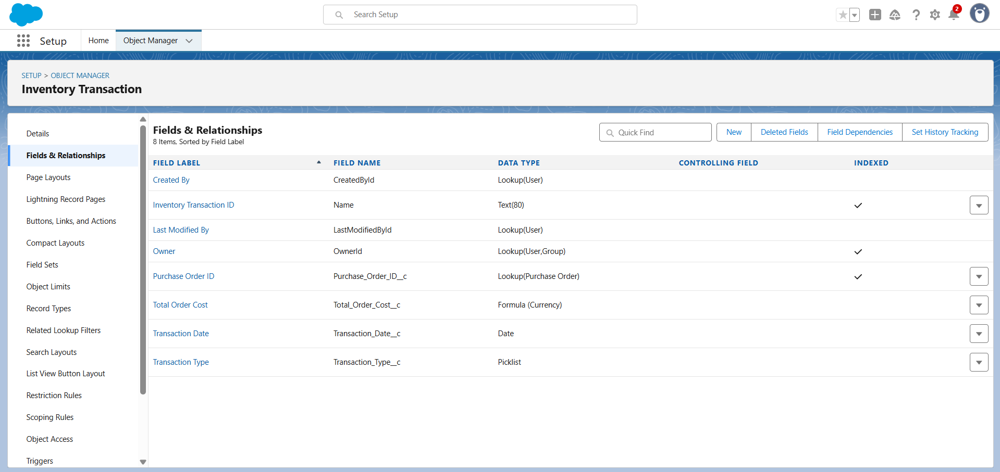 Search Setup
2
Setup
Home
Object Manager
SETUP > OBJECT MANAGER
Inventory Transaction
Details
Fields & Relationships
Page Layouts
Lightning Record Pages
Buttons, Links, and Actions
Compact Layouts
Field Sets
Object Limits
Record Types
Related Lookup Filters
Search Layouts
List View Button Layout
Restriction Rules
Scoping Rules
Object Access
Triggers
Fields & Relationships
8 Items, Sorted by Field Label
Quick Find
New
Deleted Fields
Field Dependencies
Set History Tracking
FIELD LABEL FIELD NAME DATA TYPE CONTROLLING FIELD INDEXED
Created By CreatedById Lookup(User)
Inventory Transaction ID Name Text(80)
Last Modified By LastModifiedById Lookup(User)
Owner OwnerId Lookup(User,Group)
Purchase Order ID Purchase_Order_ID__c Lookup(Purchase Order)
Total Order Cost Total_Order_Cost__c Formula (Currency)
Transaction Date Transaction_Date__c Date
Transaction Type Transaction_Type__c Picklist